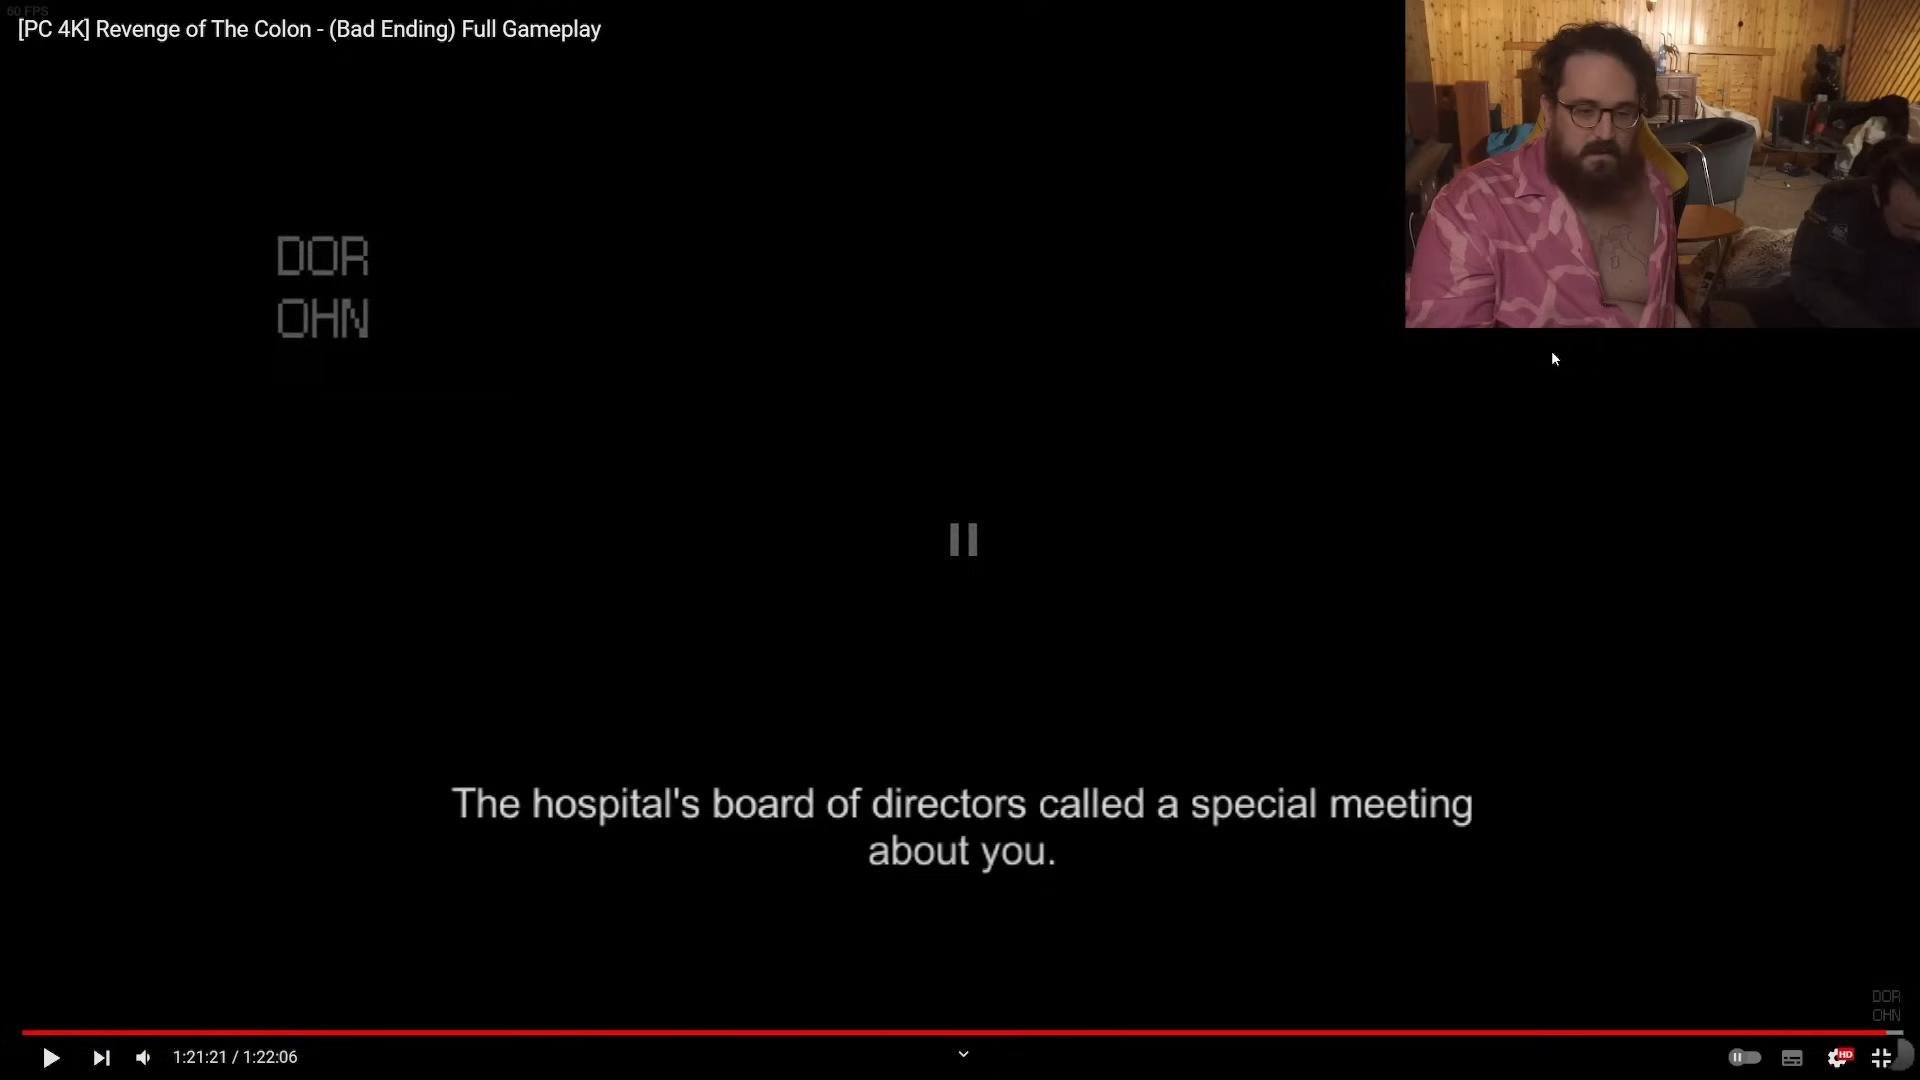 60 FPS
[PC 4K] Revenge of The Colon - (Bad Ending) Full Gameplay
DOR
OHN
The hospital's board of directors called a special meeting
about you.
DOR
OHN
1:21:21 / 1:22:06
HD